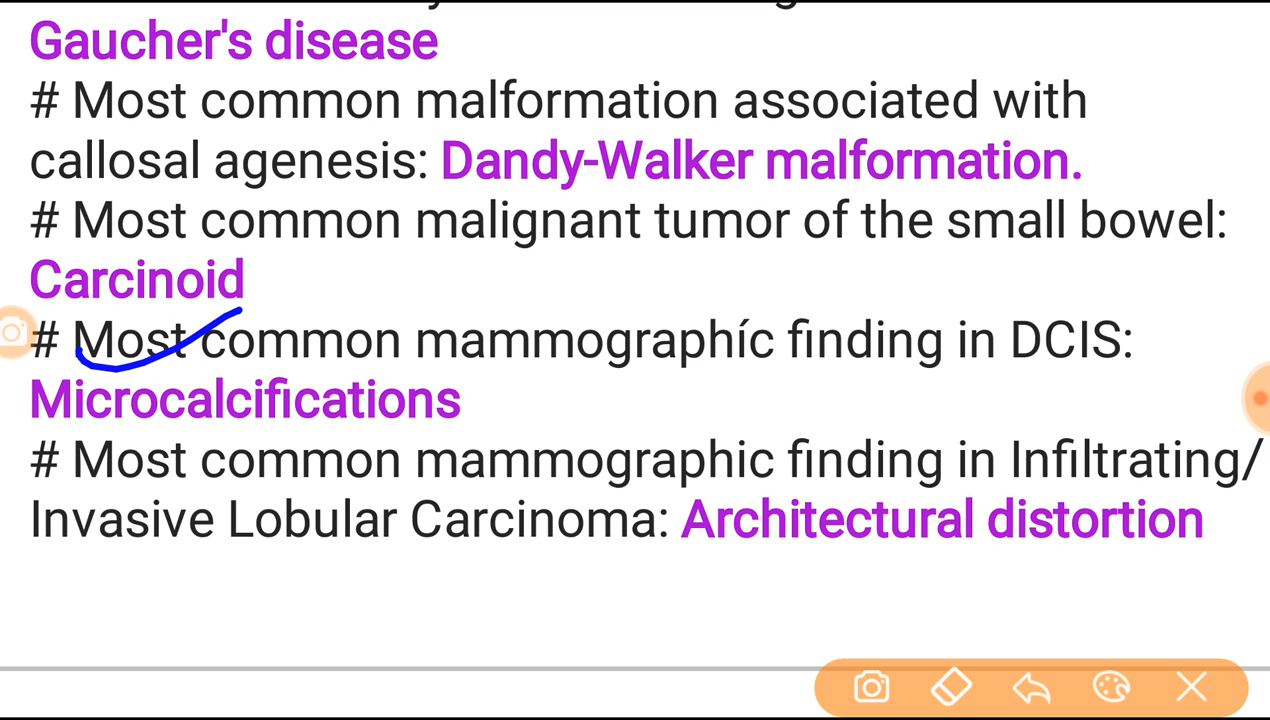 Gaucher's disease
# Most common malformation associated with
callosal agenesis: Dandy-Walker malformation.
# Most common malignant tumor of the small bowel:
Carcinoid
# Most common mammographíc finding in DCIS:
Microcalcifications
# Most common mammographic finding in Infiltrating/
Invasive Lobular Carcinoma: Architectural distortion